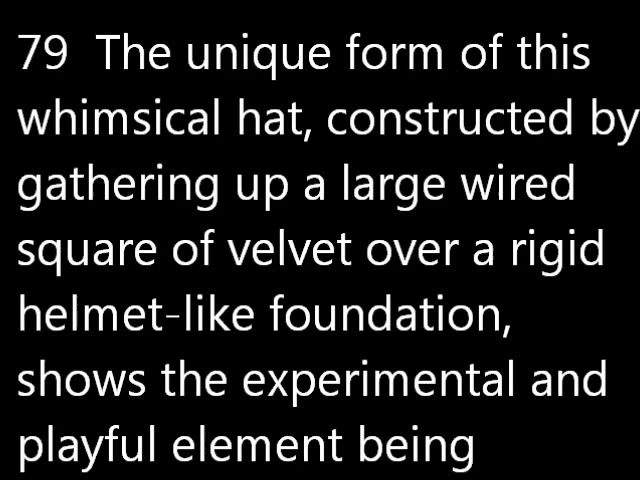 79  The unique form of this
whimsical hat, constructed by
gathering up a large wired
square of velvet over a rigid
helmet-like foundation,
shows the experimental and
playful element being